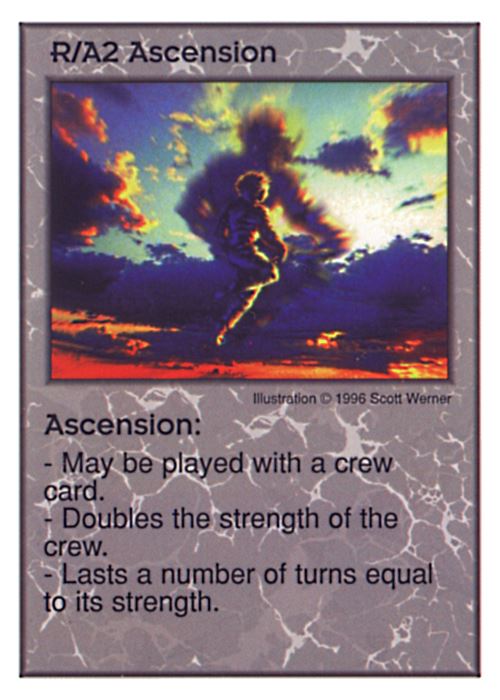 R/A2 Ascension
Illustration © 1996 Scott Werner
Ascension:
- May be played with a crew
card.
- Doubles the strength of the
crew.
- Lasts a number of turns equal
to its strength.